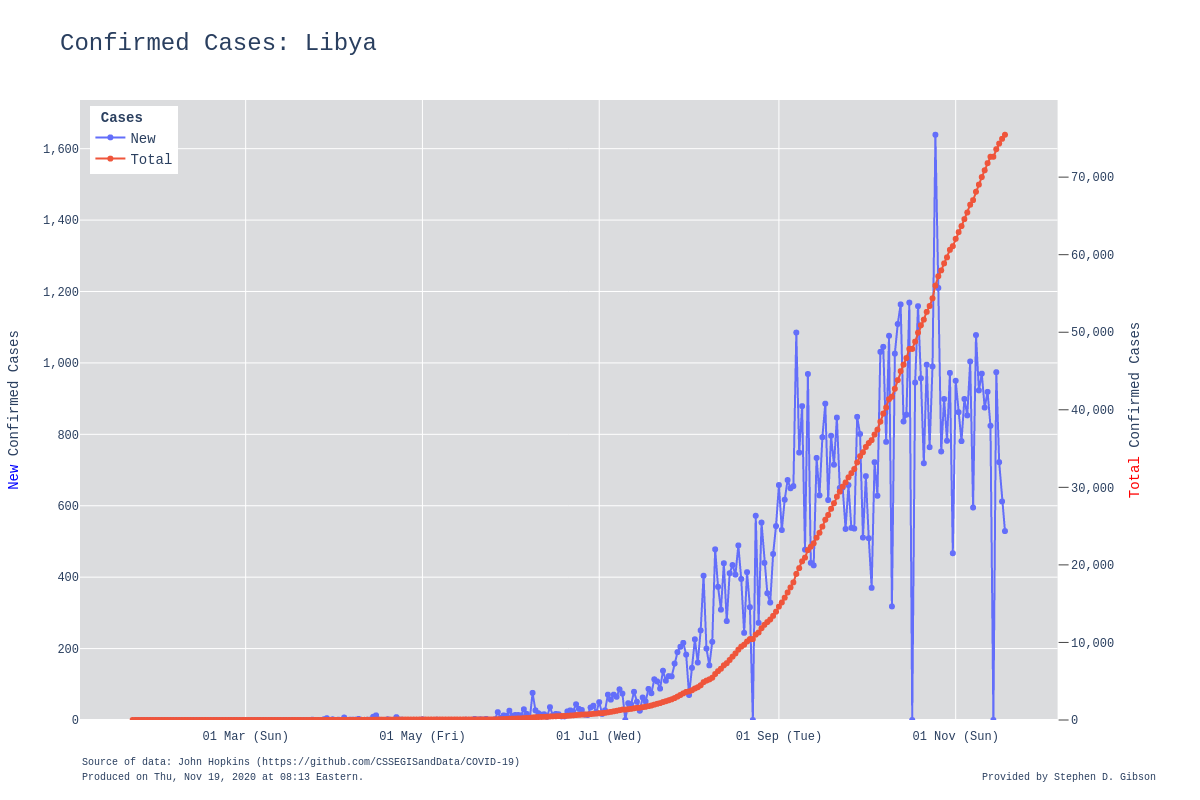 Confirmed Cases: Libya
Cases
New
Total
1,600
1,400
1,200
1,000
800
600
400
200
0
New Confirmed Cases
70,000
60,000
50,000
40,000
30,000
20,000
10,000
0
Total Confirmed Cases
01 Mar (Sun) 01 May (Fri) 01 Jul (Wed) 01 Sep (Tue) 01 Nov (Sun)
Source of data: John Hopkins (https://github.com/CSSEGISandData/COVID-19)
Produced on Thu, Nov 19, 2020 at 08:13 Eastern.
Provided by Stephen D. Gibson